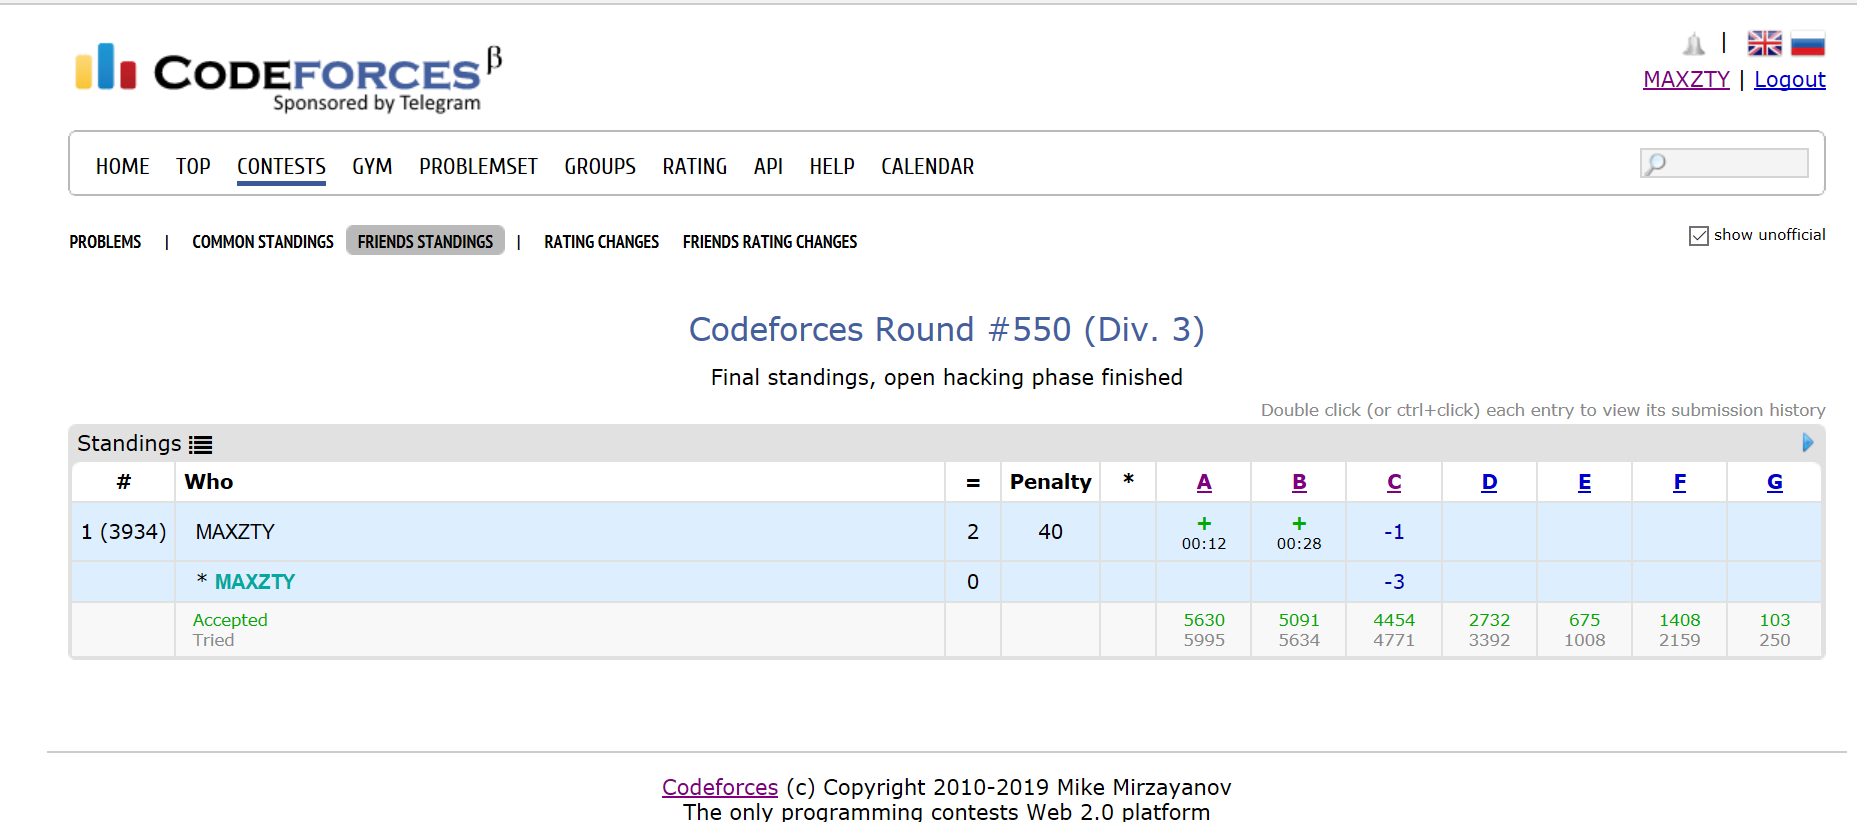 CODEFORCES β
Sponsored by Telegram
|
MAXZTY | Logout
HOME TOP CONTESTS GYM PROBLEMSET GROUPS RATING API HELP CALENDAR
PROBLEMS | COMMON STANDINGS FRIENDS STANDINGS | RATING CHANGES FRIENDS RATING CHANGES show unofficial
Codeforces Round #550 (Div. 3)
Final standings, open hacking phase finished
Double click (or ctrl+click) each entry to view its submission history
Standings
# Who = Penalty * A B C D E F G
1 (3934) MAXZTY 2 40 + 00:12 + 00:28 -1
* MAXZTY 0 -3
Accepted 5630 5091 4454 2732 675 1408 103
Tried 5995 5634 4771 3392 1008 2159 250
Codeforces (c) Copyright 2010-2019 Mike Mirzayanov
The only programming contests Web 2.0 platform